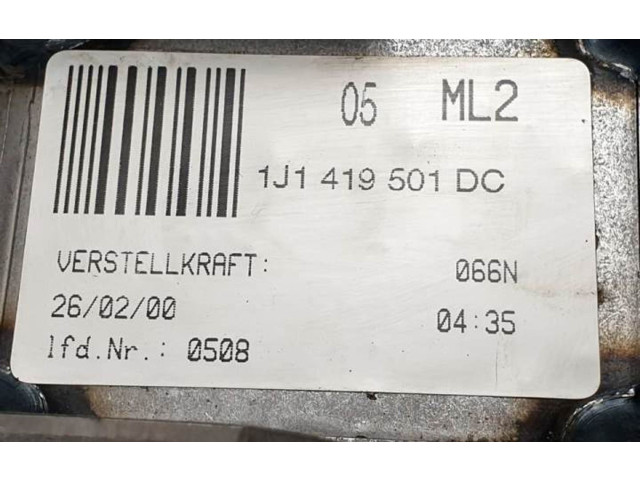 05 ML2
1J1 419 501 DC
VERSTELLKRAFT: 066N
26/02/00 04:35
lfd.Nr.: 0508